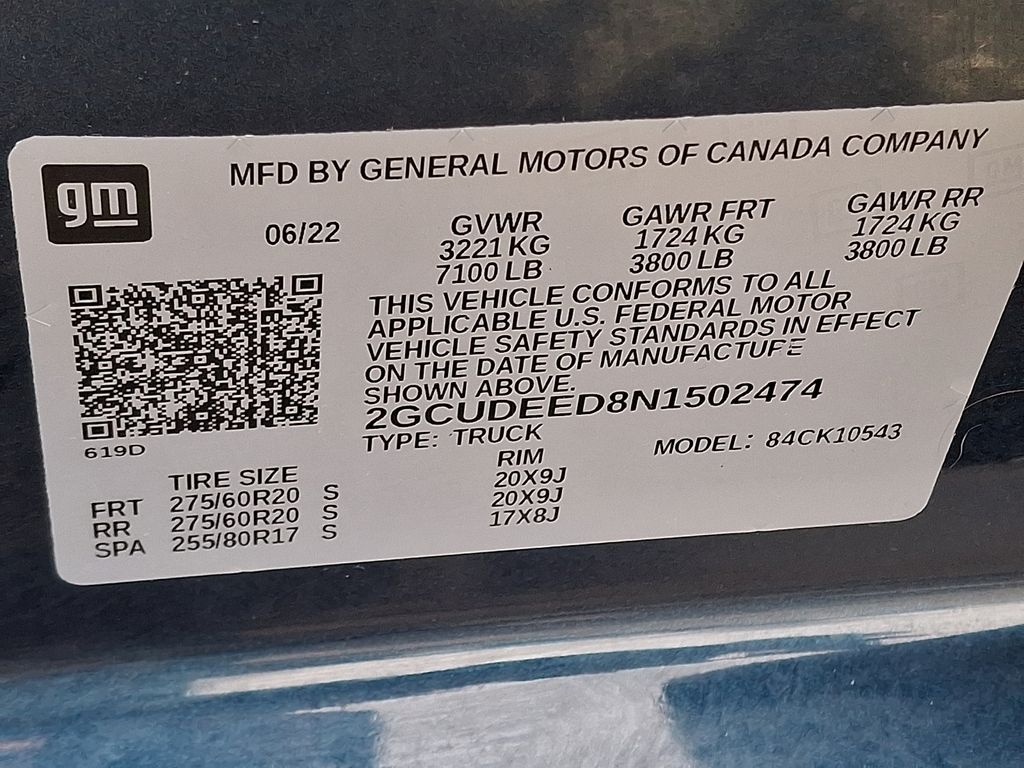 gm
MFD BY GENERAL MOTORS OF CANADA COMPANY
06/22
GVWR
3221 KG
7100 LB
GAWR FRT
1724 KG
3800 LB
GAWR RR
1724 KG
3800 LB
THIS VEHICLE CONFORMS TO ALL
APPLICABLE U.S. FEDERAL MOTOR
VEHICLE SAFETY STANDARDS IN EFFECT
ON THE DATE OF MANUFACTURE
SHOWN ABOVE.
2GCUDEED8N1502474
TYPE: TRUCK
MODEL: 84CK10543
619D
TIRE SIZE RIM
FRT 275/60R20 S 20X9J
RR 275/60R20 S 20X9J
SPA 255/80R17 S 17X8J